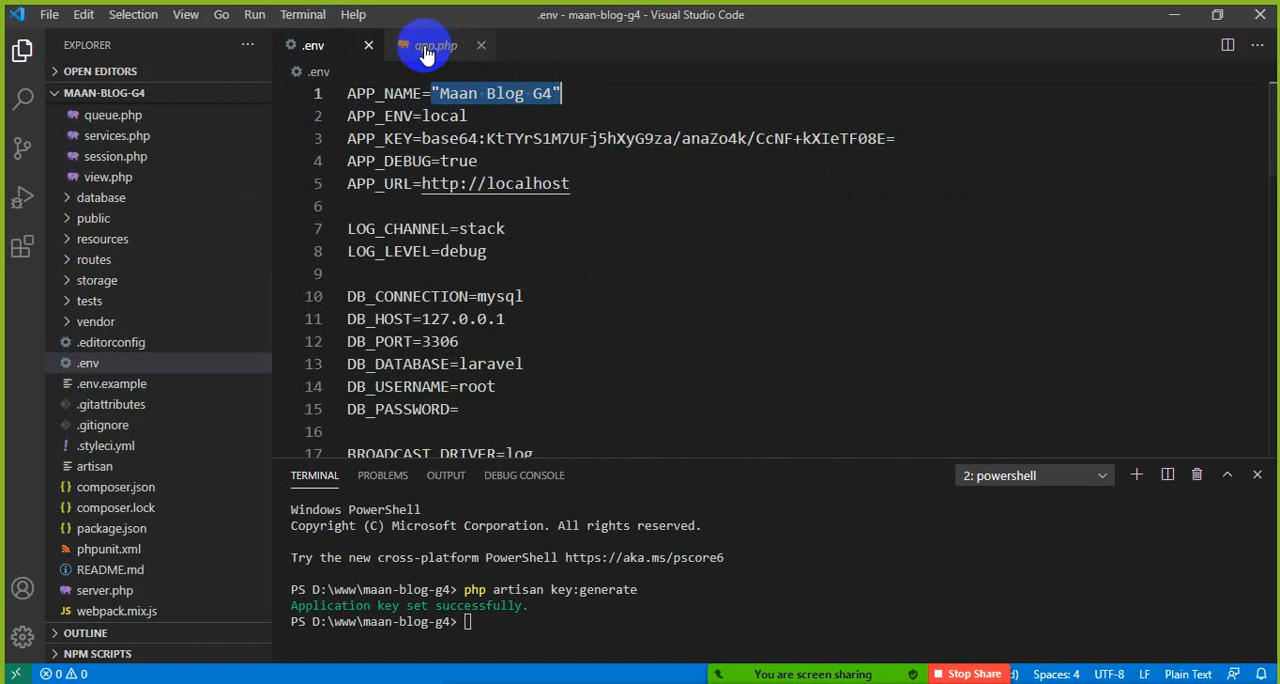 File Edit Selection View Go Run Terminal Help .env - maan-blog-g4 - Visual Studio Code
EXPLORER
OPEN EDITORS
MAAN-BLOG-G4
queue.php
services.php
session.php
view.php
database
public
resources
routes
storage
tests
vendor
.editorconfig
.env
.env.example
.gitattributes
.gitignore
.styleci.yml
artisan
composer.json
composer.lock
package.json
phpunit.xml
README.md
server.php
webpack.mix.js
OUTLINE
NPM SCRIPTS
.env app.php
.env
1 APP_NAME="Maan Blog G4"
2 APP_ENV=local
3 APP_KEY=base64:KtTYrS1M7UFj5hXyG9za/anaZo4k/CcNF+kXIeTF08E=
4 APP_DEBUG=true
5 APP_URL=http://localhost
6
7 LOG_CHANNEL=stack
8 LOG_LEVEL=debug
9
10 DB_CONNECTION=mysql
11 DB_HOST=127.0.0.1
12 DB_PORT=3306
13 DB_DATABASE=laravel
14 DB_USERNAME=root
15 DB_PASSWORD=
16
17 BROADCAST_DRIVER=log
TERMINAL PROBLEMS OUTPUT DEBUG CONSOLE 2: powershell
Windows PowerShell
Copyright (C) Microsoft Corporation. All rights reserved.
Try the new cross-platform PowerShell https://aka.ms/pscore6
PS D:\www\maan-blog-g4> php artisan key:generate
Application key set successfully.
PS D:\www\maan-blog-g4>
0 0 You are screen sharing Stop Share d) Spaces: 4 UTF-8 LF Plain Text